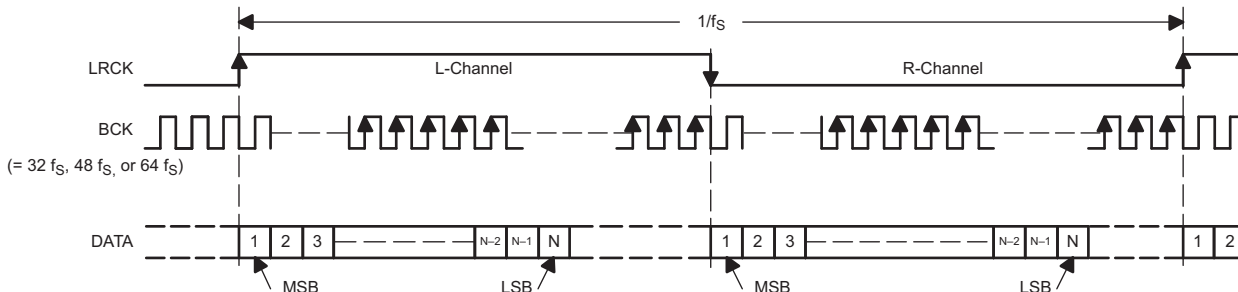 1/fS
LRCK
L-Channel
R-Channel
BCK
(= 32 fS, 48 fS, or 64 fS)
DATA
1 2 3 N–2 N–1 N 1 2 3 N–2 N–1 N 1 2
MSB LSB MSB LSB